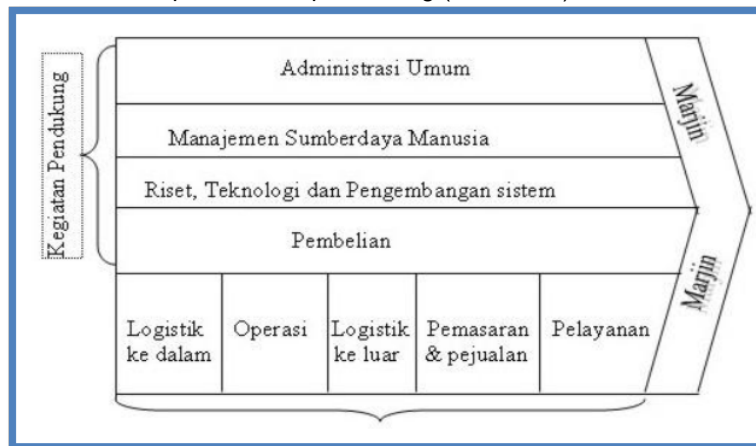 Kegiatan Pendukung
Administrasi Umum
Manajemen Sumberdaya Manusia
Riset, Teknologi dan Pengembangan sistem
Pembelian
Marjin
Marjin
Logistik
ke dalam
Operasi
Logistik
ke luar
Pemasaran
& pejualan
Pelayanan